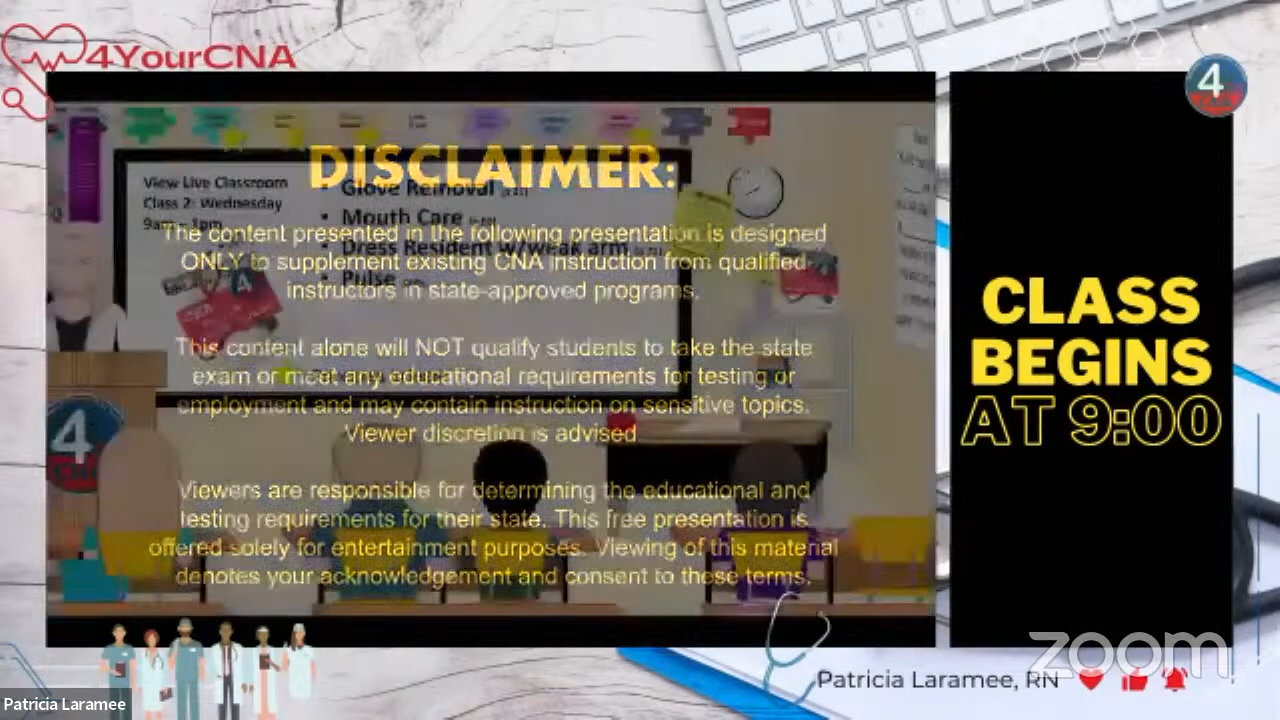 4YourCNA
4
DISCLAIMER:
View Live Classroom
Class 2: Wednesday
9am - 1pm
• Glove Removal
• Mouth Care
• Dress Resident w/weak arm
• Pulse
The content presented in the following presentation is designed
ONLY to supplement existing CNA instruction from qualified
instructors in state-approved programs.
This content alone will NOT qualify students to take the state
exam or meet any educational requirements for testing or
employment and may contain instruction on sensitive topics.
Viewer discretion is advised
Viewers are responsible for determining the educational and
testing requirements for their state. This free presentation is
offered solely for entertainment purposes. Viewing of this material
denotes your acknowledgement and consent to these terms.
4
4
CLASS
BEGINS
AT 9:00
zoom
Patricia Laramee, RN
Patricia Laramee